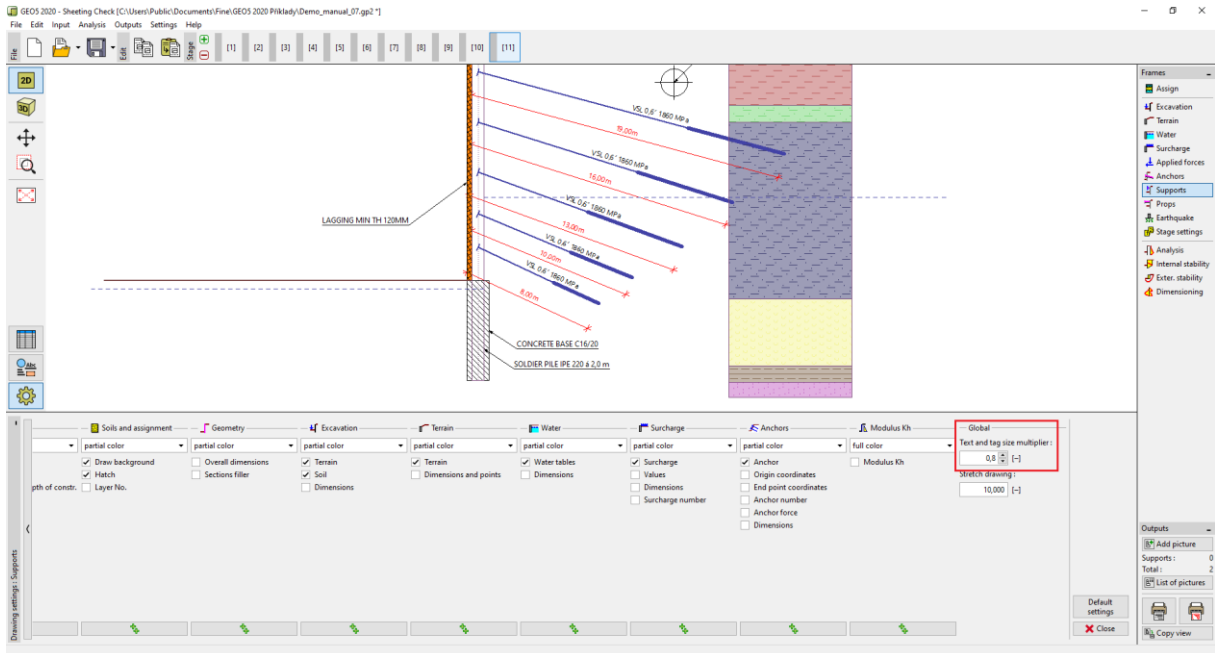 GEO5 2020 - Sheeting Check [C:\Users\Public\Documents\Fine\GEO5 2020 Příklady\Demo_manual_07.gp2 *]
File Edit Input Analysis Outputs Settings Help
File
Edit
Stage
[1] [2] [3] [4] [5] [6] [7] [8] [9] [10] [11]
2D
3D
Abc
VSL 0,6´ 1860 MPa
19,00m
VSL 0,6´ 1860 MPa
16,00m
VSL 0,6´ 1860 MPa
13,00m
VSL 0,6´ 1860 MPa
10,00m
VSL 0,6´ 1860 MPa
8,00m
LAGGING MIN TH 120MM
CONCRETE BASE C16/20
SOLDIER PILE IPE 220 á 2,0 m
Frames
Assign
Excavation
Terrain
Water
Surcharge
Applied forces
Anchors
Supports
Props
Earthquake
Stage settings
Analysis
Internal stability
Exter. stability
Dimensioning
Drawing settings : Supports
Soils and assignment
partial color
Draw background
Hatch
pth of constr.
Layer No.
Geometry
partial color
Overall dimensions
Sections filler
Excavation
partial color
Terrain
Soil
Dimensions
Terrain
partial color
Terrain
Dimensions and points
Water
partial color
Water tables
Dimensions
Surcharge
partial color
Surcharge
Values
Dimensions
Surcharge number
Anchors
partial color
Anchor
Origin coordinates
End point coordinates
Anchor number
Anchor force
Dimensions
Modulus Kh
full color
Modulus Kh
Global
Text and tag size multiplier :
0,8 [–]
Stretch drawing :
10,000 [–]
Default
settings
Close
Outputs
Add picture
Supports : 0
Total : 2
List of pictures
Copy view